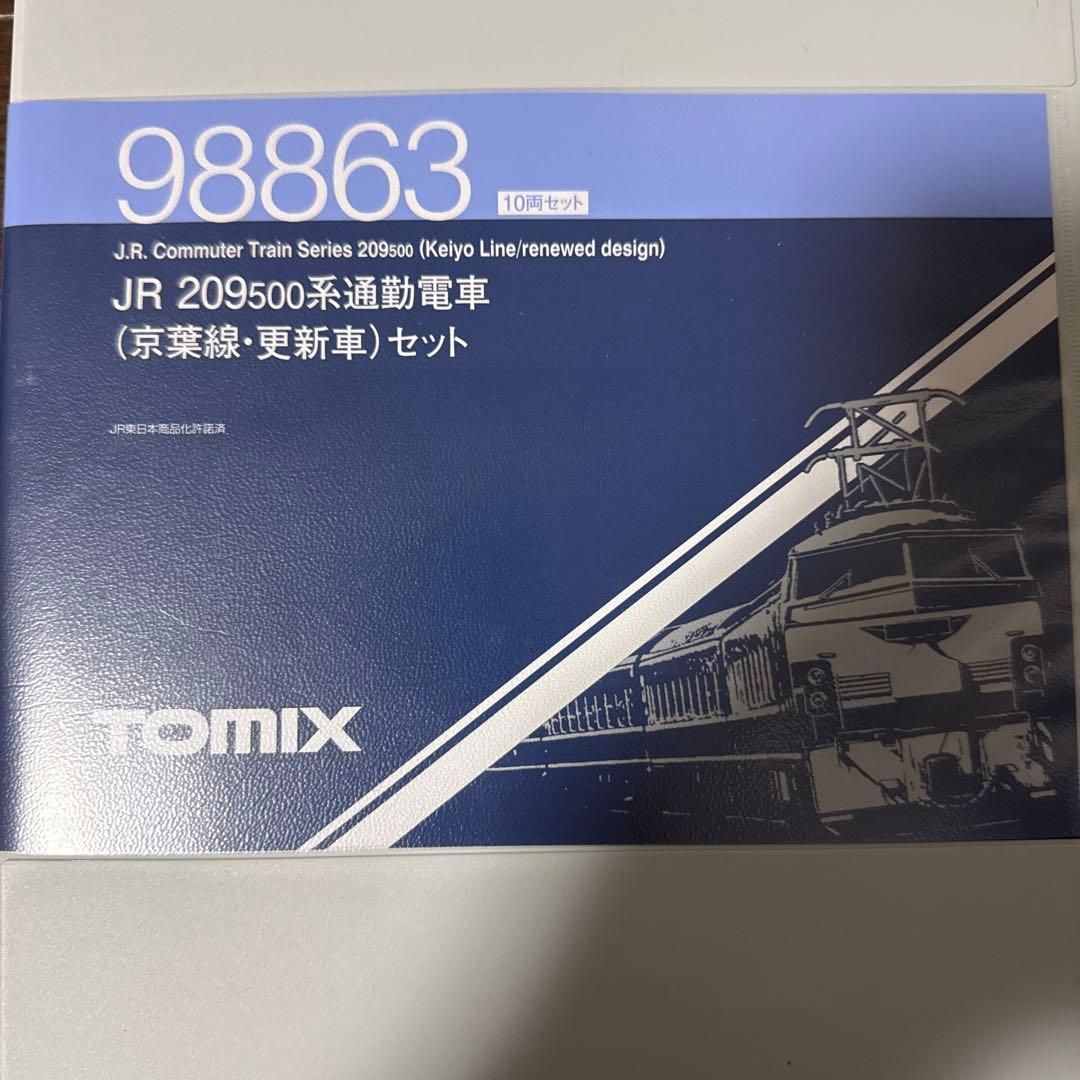 98863
10両セット
J.R. Commuter Train Series 209500 (Keiyo Line/renewed design)
JR 209500系通勤電車
(京葉線・更新車)セット
JR東日本商品化許諾済
TOMIX